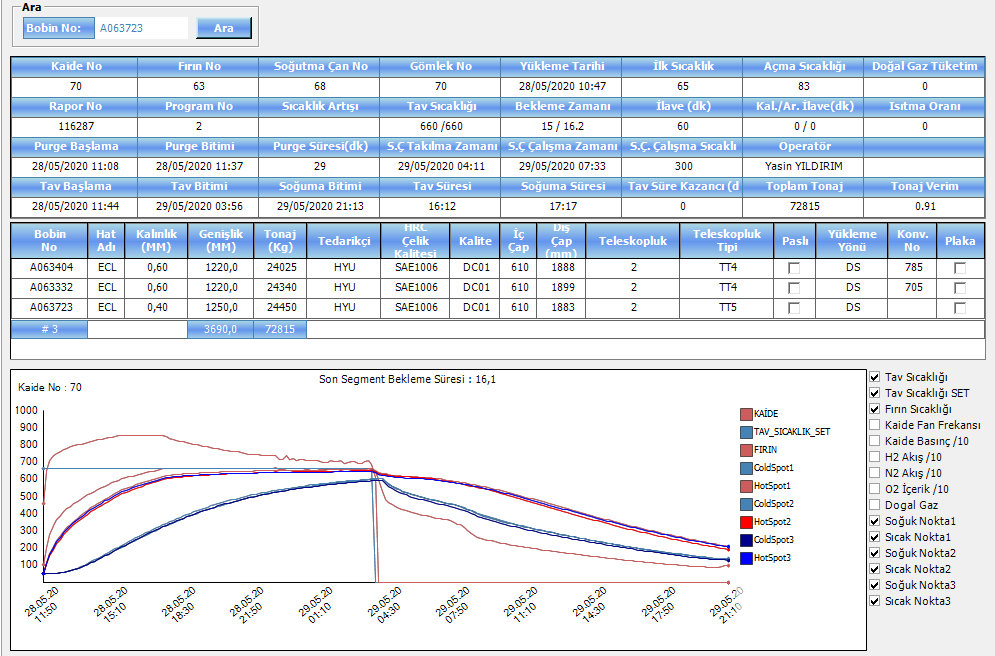 Ara
Bobin No: A063723 Ara
Kaide No Fırın No Soğutma Çan No Gömlek No Yükleme Tarihi İlk Sıcaklık Açma Sıcaklığı Doğal Gaz Tüketim
70 63 68 70 28/05/2020 10:47 65 83 0
Rapor No Program No Sıcaklık Artışı Tav Sıcaklığı Bekleme Zamanı İlave (dk) Kal./Ar. İlave(dk) Isıtma Oranı
116287 2 660 /660 15 / 16.2 60 0 / 0 0
Purge Başlama Purge Bitimi Purge Süresi(dk) S.Ç Takılma Zamanı S.Ç Çalışma Zamanı S.Ç. Çalışma Sıcaklı Operatör
28/05/2020 11:08 28/05/2020 11:37 29 29/05/2020 04:11 29/05/2020 07:33 300 Yasin YILDIRIM
Tav Başlama Tav Bitimi Soğuma Bitimi Tav Süresi Soğuma Süresi Tav Süre Kazancı (d Toplam Tonaj Tonaj Verim
28/05/2020 11:44 29/05/2020 03:56 29/05/2020 21:13 16:12 17:17 0 72815 0.91
Bobin No Hat Adı Kalınlık (MM) Genişlik (MM) Tonaj (Kg) Tedarikçi HRC Çelik Kalitesi Kalite İç Çap Dış Çap (mm) Teleskopluk Teleskopluk Tipi Paslı Yükleme Yönü Konv. No Plaka
A063404 ECL 0,60 1220,0 24025 HYU SAE1006 DC01 610 1888 2 TT4 DS 785
A063332 ECL 0,60 1220,0 24340 HYU SAE1006 DC01 610 1899 2 TT4 DS 705
A063723 ECL 0,40 1250,0 24450 HYU SAE1006 DC01 610 1883 2 TT5 DS
# 3 3690,0 72815
Son Segment Bekleme Süresi : 16,1
Kaide No : 70
1000
900
800
700
600
500
400
300
200
100
28.05.20 11:50
28.05.20 15:10
28.05.20 18:30
28.05.20 21:50
29.05.20 01:10
29.05.20 04:30
29.05.20 07:50
29.05.20 11:10
29.05.20 14:30
29.05.20 17:50
29.05.20 21:10
KAİDE
TAV_SICAKLIK_SET
FIRIN
ColdSpot1
HotSpot1
ColdSpot2
HotSpot2
ColdSpot3
HotSpot3
Tav Sıcaklığı
Tav Sıcaklığı SET
Fırın Sıcaklığı
Kaide Fan Frekansı
Kaide Basınç /10
H2 Akış /10
N2 Akış /10
O2 İçerik /10
Dogal Gaz
Soğuk Nokta1
Sıcak Nokta1
Soğuk Nokta2
Sıcak Nokta2
Soğuk Nokta3
Sıcak Nokta3